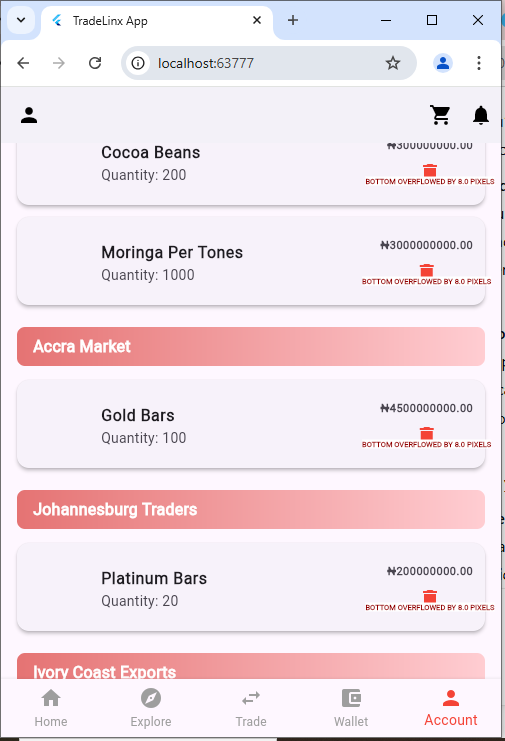 TradeLinx App
localhost:63777
Cocoa Beans
₦300000000.00
Quantity: 200
BOTTOM OVERFLOWED BY 8.0 PIXELS
Moringa Per Tones
₦3000000000.00
Quantity: 1000
BOTTOM OVERFLOWED BY 8.0 PIXELS
Accra Market
Gold Bars
₦4500000000.00
Quantity: 100
BOTTOM OVERFLOWED BY 8.0 PIXELS
Johannesburg Traders
Platinum Bars
₦200000000.00
Quantity: 20
BOTTOM OVERFLOWED BY 8.0 PIXELS
Ivory Coast Exports
Home Explore Trade Wallet Account